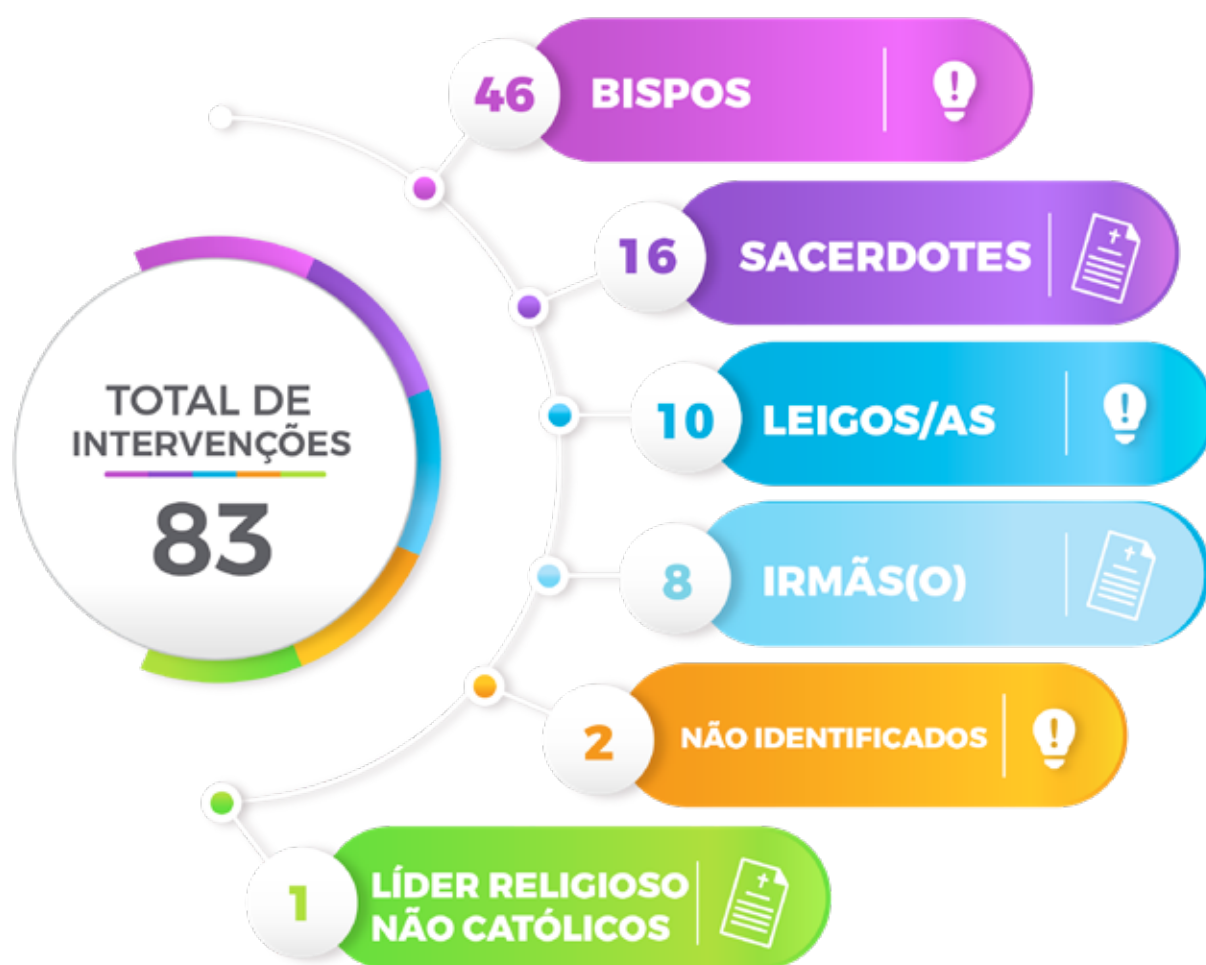 TOTAL DE
INTERVENÇÕES
83
46 BISPOS
16 SACERDOTES
10 LEIGOS/AS
8 IRMÃS(O)
2 NÃO IDENTIFICADOS
1 LÍDER RELIGIOSO
NÃO CATÓLICOS